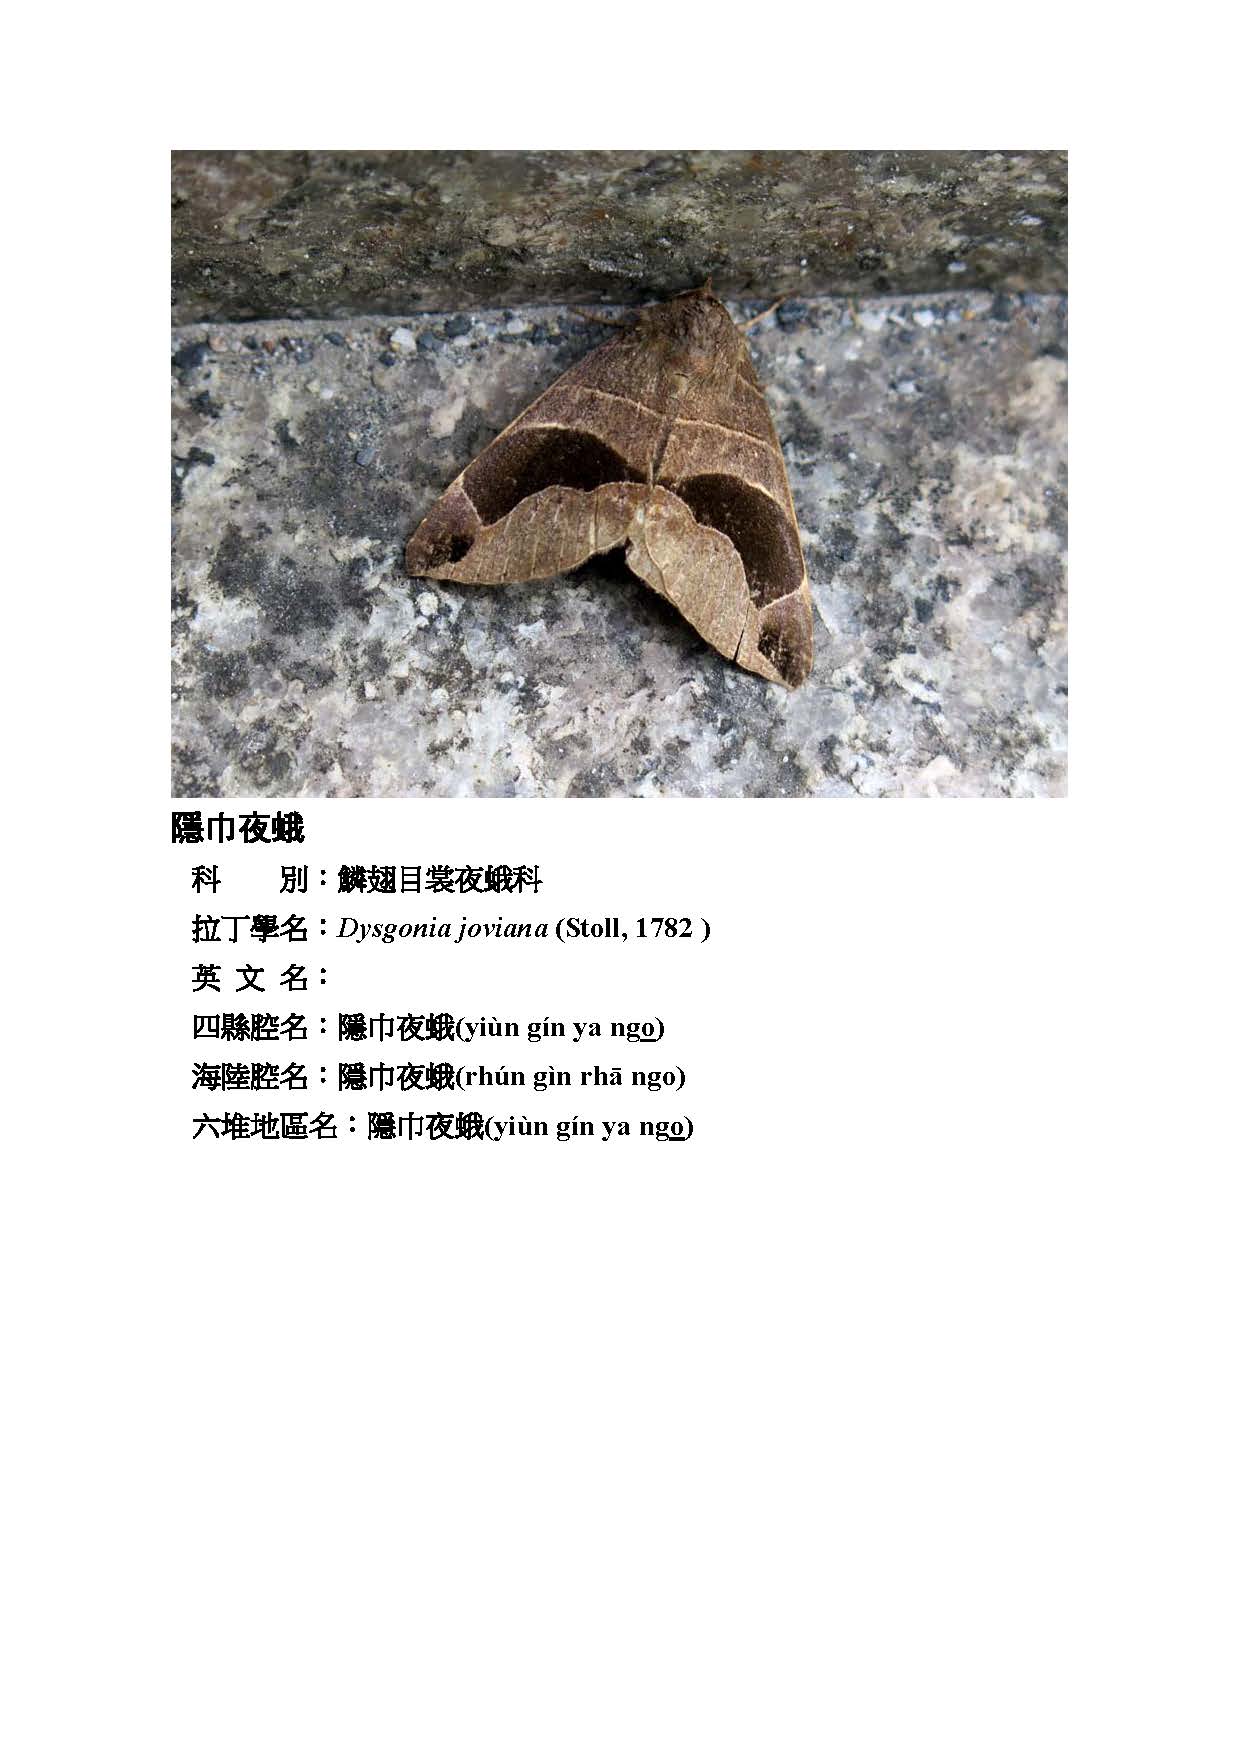 隱巾夜蛾
科　　別：鱗翅目裳夜蛾科
拉丁學名：Dysgonia joviana (Stoll, 1782 )
英 文 名：
四縣腔名：隱巾夜蛾(yiùn gín ya ngo)
海陸腔名：隱巾夜蛾(rhún gìn rhā ngo)
六堆地區名：隱巾夜蛾(yiùn gín ya ngo)